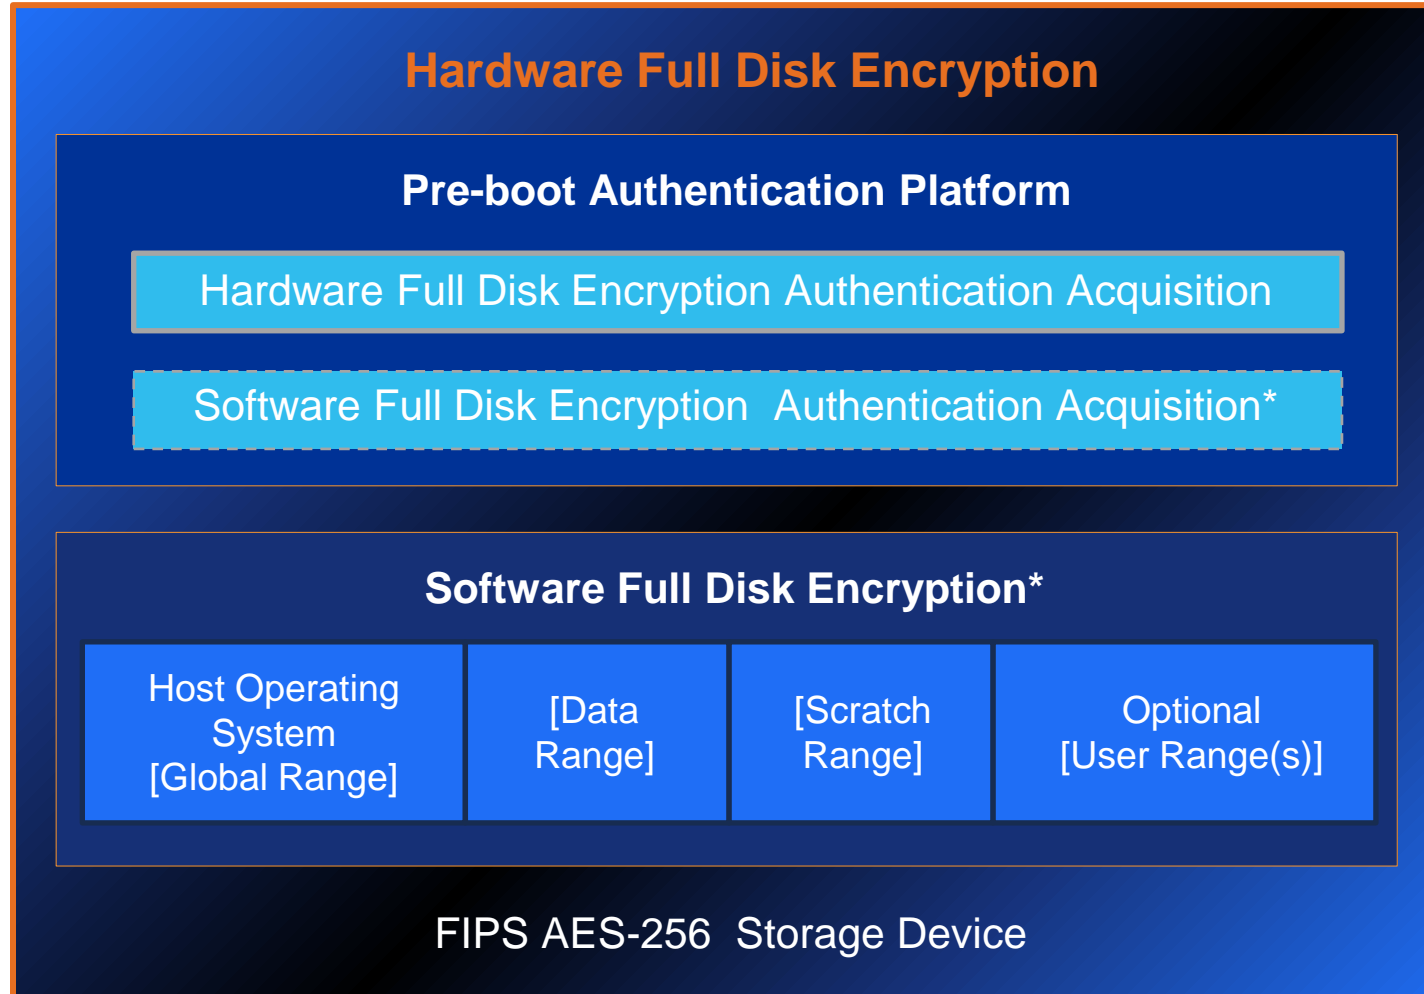 Hardware Full Disk Encryption
Pre-boot Authentication Platform
Hardware Full Disk Encryption Authentication Acquisition
Software Full Disk Encryption  Authentication Acquisition*
Software Full Disk Encryption*
Host Operating
System
[Global Range]
[Data
Range]
[Scratch
Range]
Optional
[User Range(s)]
FIPS AES-256  Storage Device